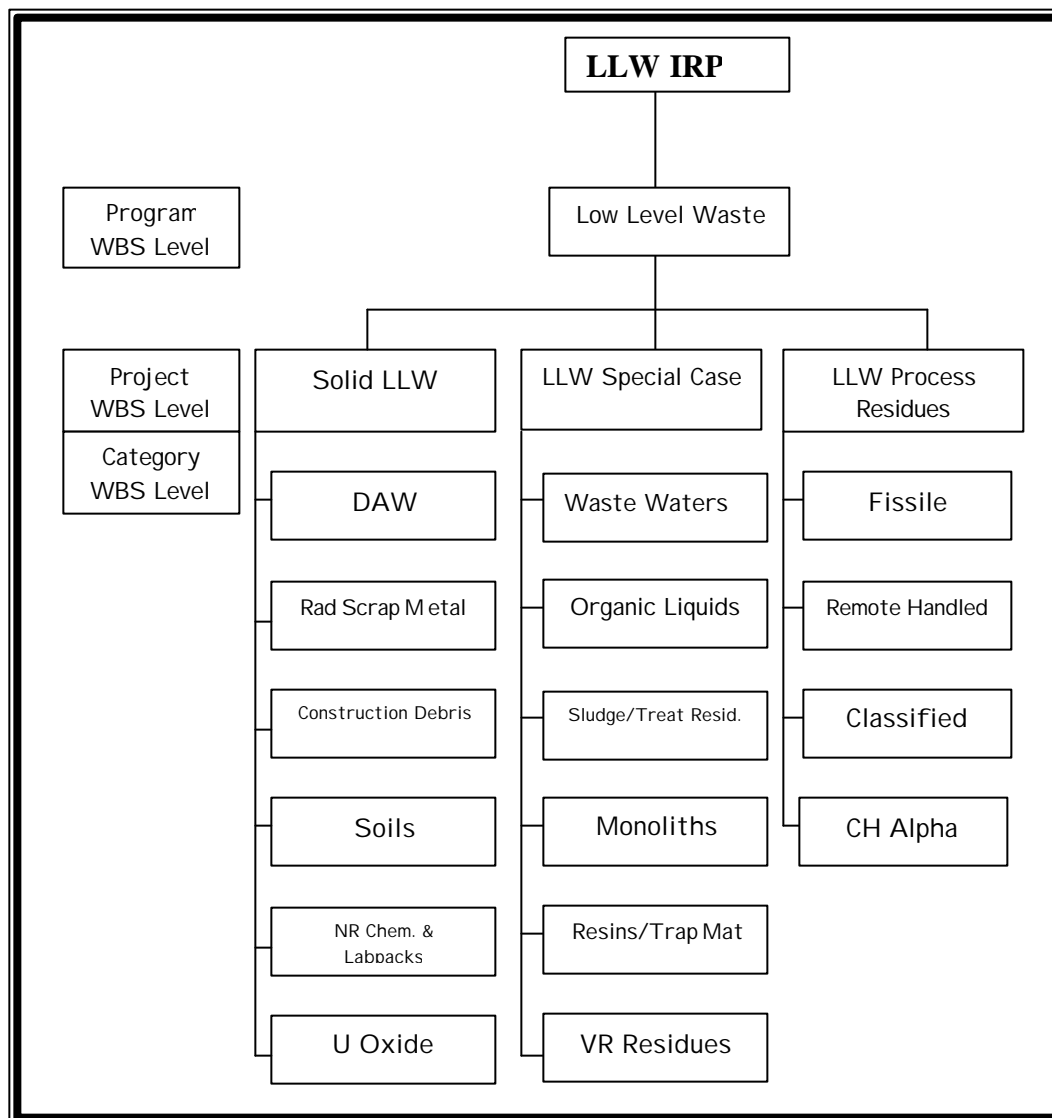 LLW IRP
Program
WBS Level
Low Level Waste
Project
WBS Level
Solid LLW
LLW Special Case
LLW Process
Residues
Category
WBS Level
DAW
Waste Waters
Fissile
Rad Scrap Metal
Organic Liquids
Remote Handled
Construction Debris
Sludge/Treat Resid.
Classified
Soils
Monoliths
CH Alpha
NR Chem. &
Labpacks
Resins/Trap Mat
U Oxide
VR Residues